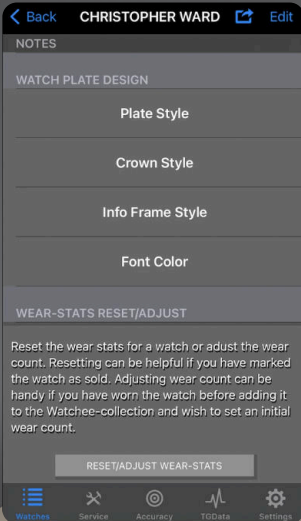 Back CHRISTOPHER WARD Edit
NOTES
WATCH PLATE DESIGN
Plate Style
Crown Style
Info Frame Style
Font Color
WEAR-STATS RESET/ADJUST
Reset the wear stats for a watch or adust the wear
count. Resetting can be helpful if you have marked
the watch as sold. Adjusting wear count can be
handy if you have worn the watch before adding it
to the Watchee-collection and wish to set an initial
wear count.
RESET/ADJUST WEAR-STATS
Watches Service Accuracy TGData Settings